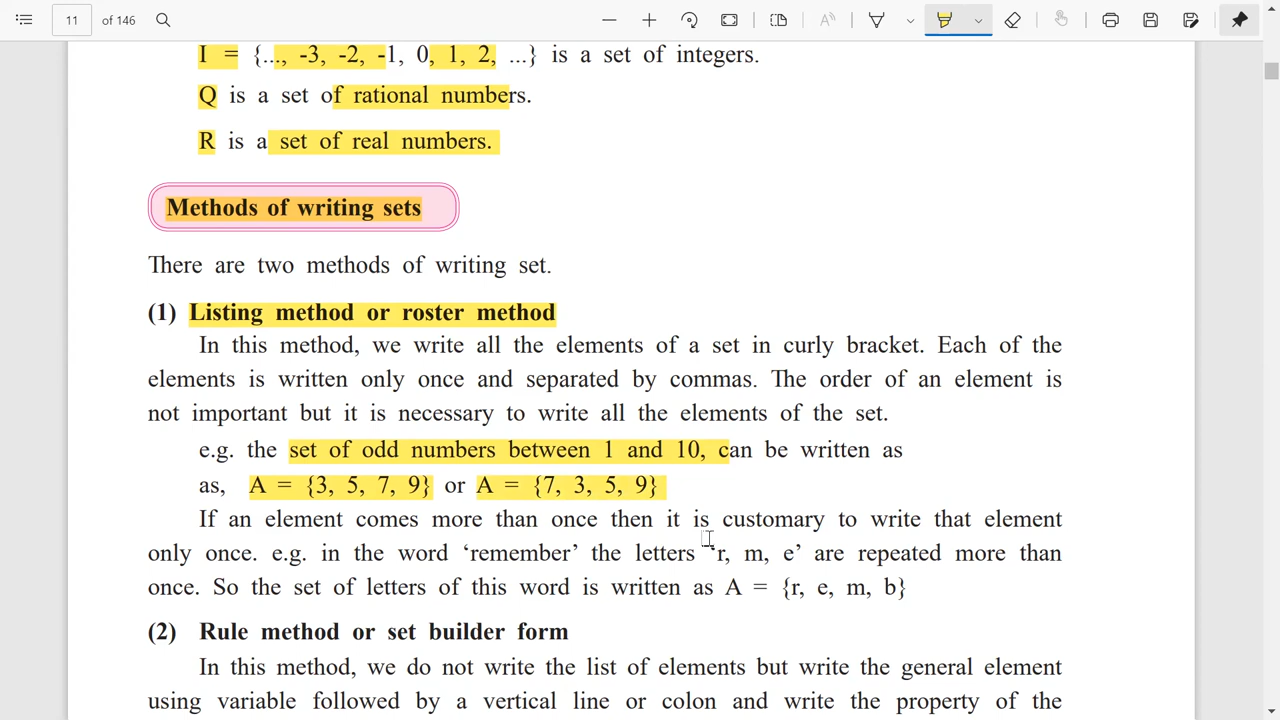 11 of 146
I = {..., -3, -2, -1, 0, 1, 2, ...} is a set of integers.
Q is a set of rational numbers.
R is a set of real numbers.
Methods of writing sets
There are two methods of writing set.
(1) Listing method or roster method
In this method, we write all the elements of a set in curly bracket. Each of the
elements is written only once and separated by commas. The order of an element is
not important but it is necessary to write all the elements of the set.
e.g. the set of odd numbers between 1 and 10, can be written as
as, A = {3, 5, 7, 9} or A = {7, 3, 5, 9}
If an element comes more than once then it is customary to write that element
only once. e.g. in the word ‘remember’ the letters ‘r, m, e’ are repeated more than
once. So the set of letters of this word is written as A = {r, e, m, b}
(2) Rule method or set builder form
In this method, we do not write the list of elements but write the general element
using variable followed by a vertical line or colon and write the property of the